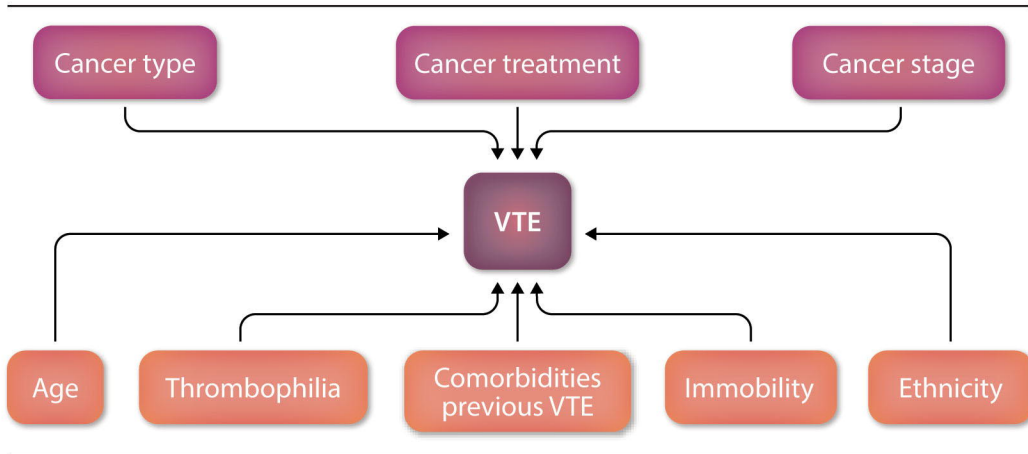 Cancer type
Cancer treatment
Cancer stage
VTE
Age
Thrombophilia
Comorbidities
previous VTE
Immobility
Ethnicity